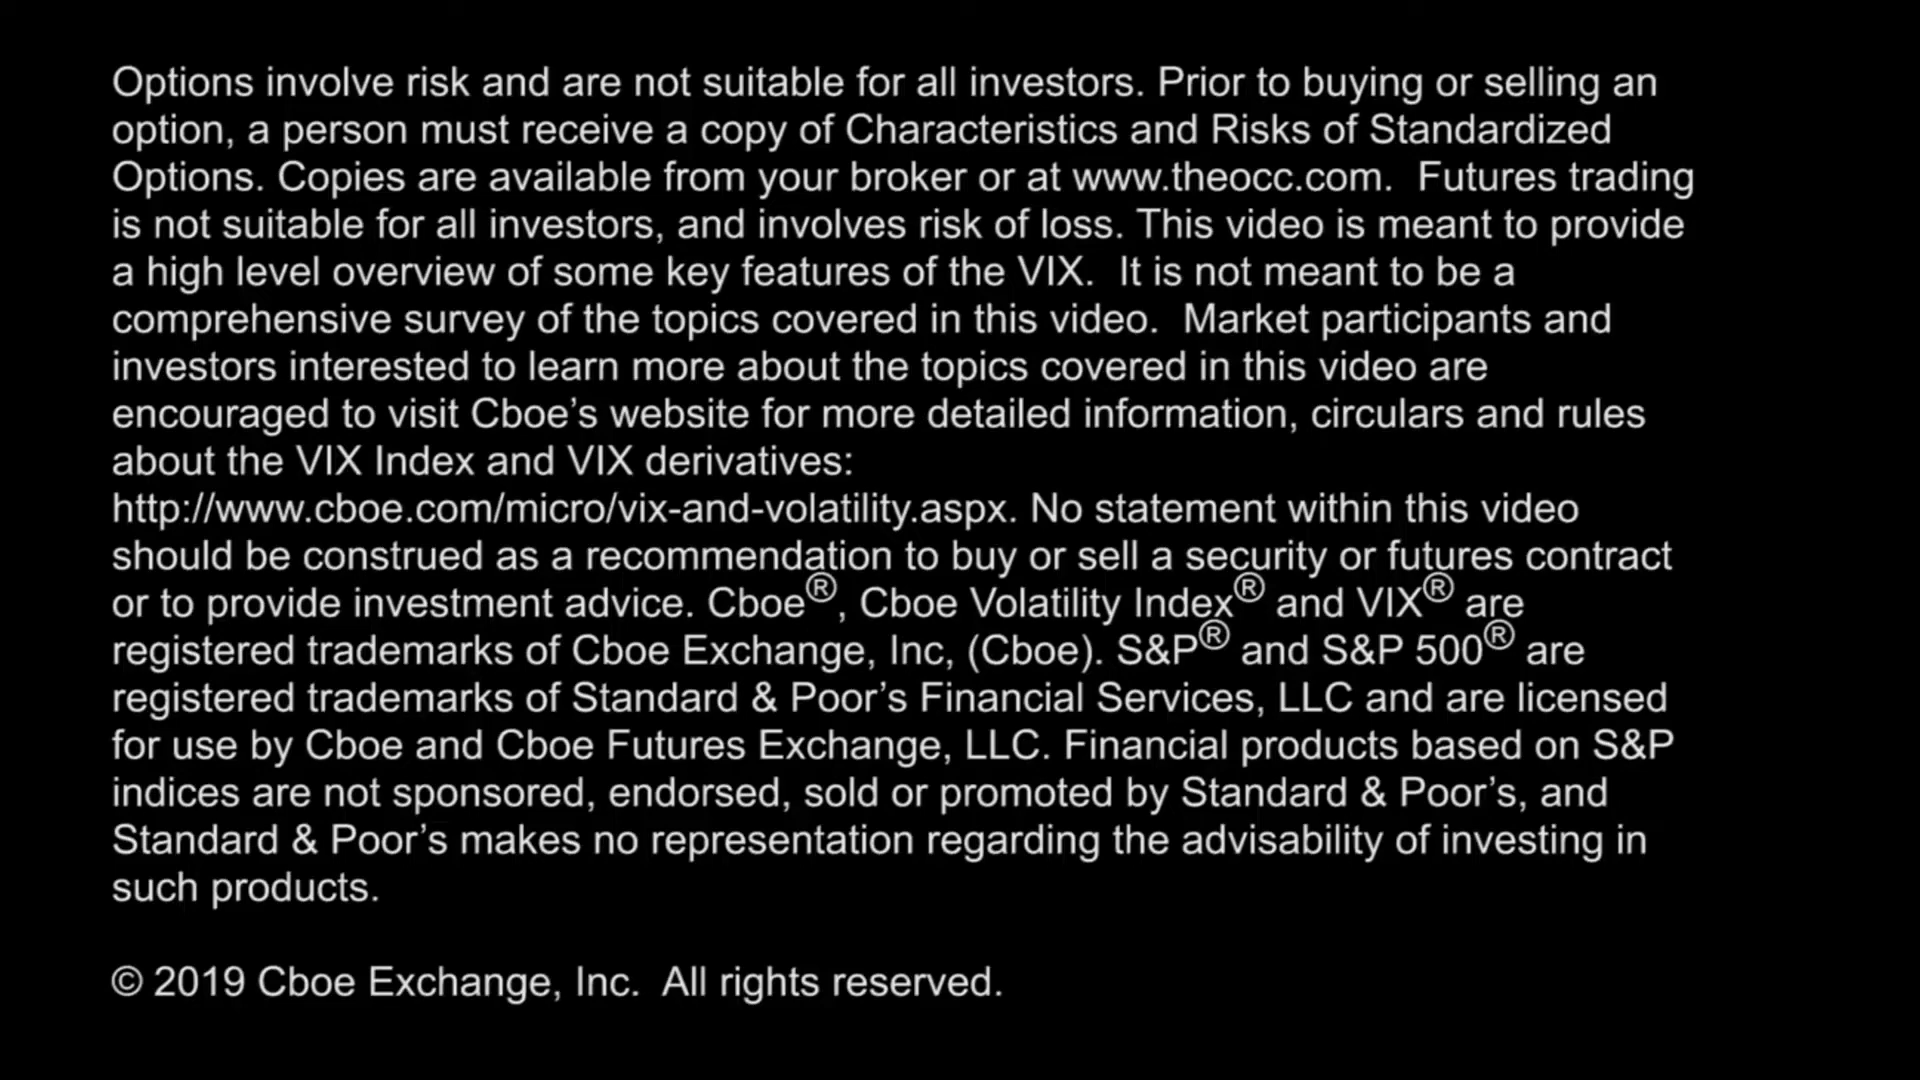 Options involve risk and are not suitable for all investors. Prior to buying or selling an
option, a person must receive a copy of Characteristics and Risks of Standardized
Options. Copies are available from your broker or at www.theocc.com.  Futures trading
is not suitable for all investors, and involves risk of loss. This video is meant to provide
a high level overview of some key features of the VIX.  It is not meant to be a
comprehensive survey of the topics covered in this video.  Market participants and
investors interested to learn more about the topics covered in this video are
encouraged to visit Cboe’s website for more detailed information, circulars and rules
about the VIX Index and VIX derivatives:
http://www.cboe.com/micro/vix-and-volatility.aspx. No statement within this video
should be construed as a recommendation to buy or sell a security or futures contract
or to provide investment advice. Cboe®, Cboe Volatility Index® and VIX® are
registered trademarks of Cboe Exchange, Inc, (Cboe). S&P® and S&P 500® are
registered trademarks of Standard & Poor’s Financial Services, LLC and are licensed
for use by Cboe and Cboe Futures Exchange, LLC. Financial products based on S&P
indices are not sponsored, endorsed, sold or promoted by Standard & Poor’s, and
Standard & Poor’s makes no representation regarding the advisability of investing in
such products.
© 2019 Cboe Exchange, Inc.  All rights reserved.